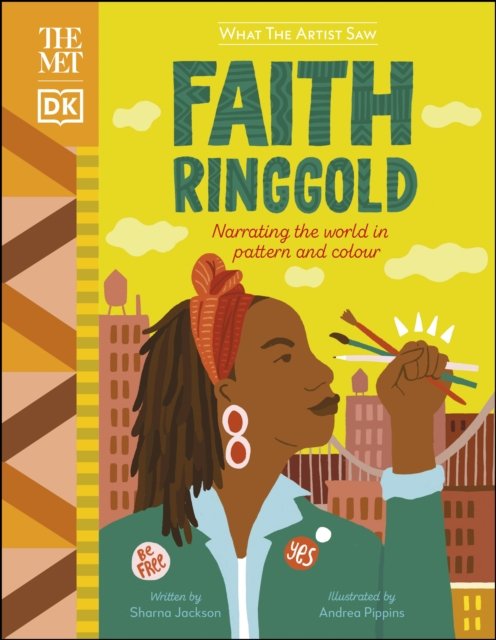 THE
MET
DK
WHAT THE ARTIST SAW
FAITH
RINGGOLD
Narrating the world in
pattern and colour
Be
FREE
yes
Written by
Sharna Jackson
Illustrated by
Andrea Pippins